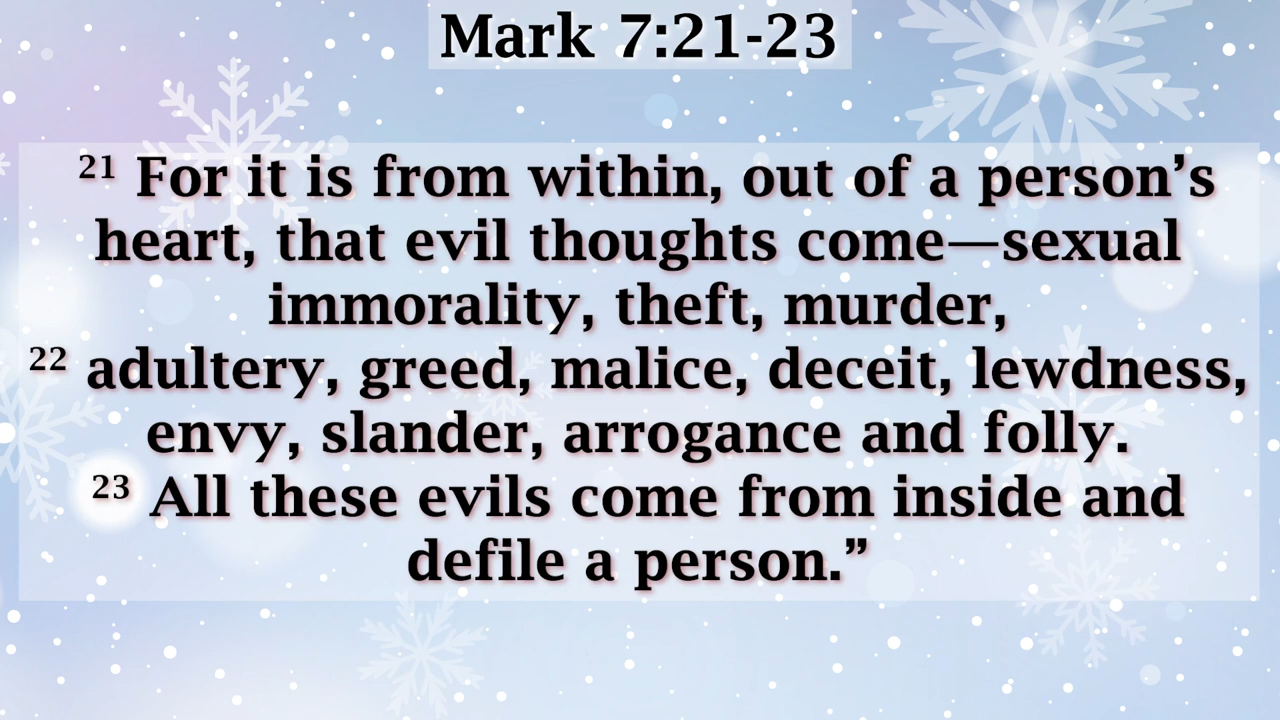 Mark 7:21-23
21 For it is from within, out of a person’s
heart, that evil thoughts come—sexual
immorality, theft, murder,
22 adultery, greed, malice, deceit, lewdness,
envy, slander, arrogance and folly.
23 All these evils come from inside and
defile a person.”